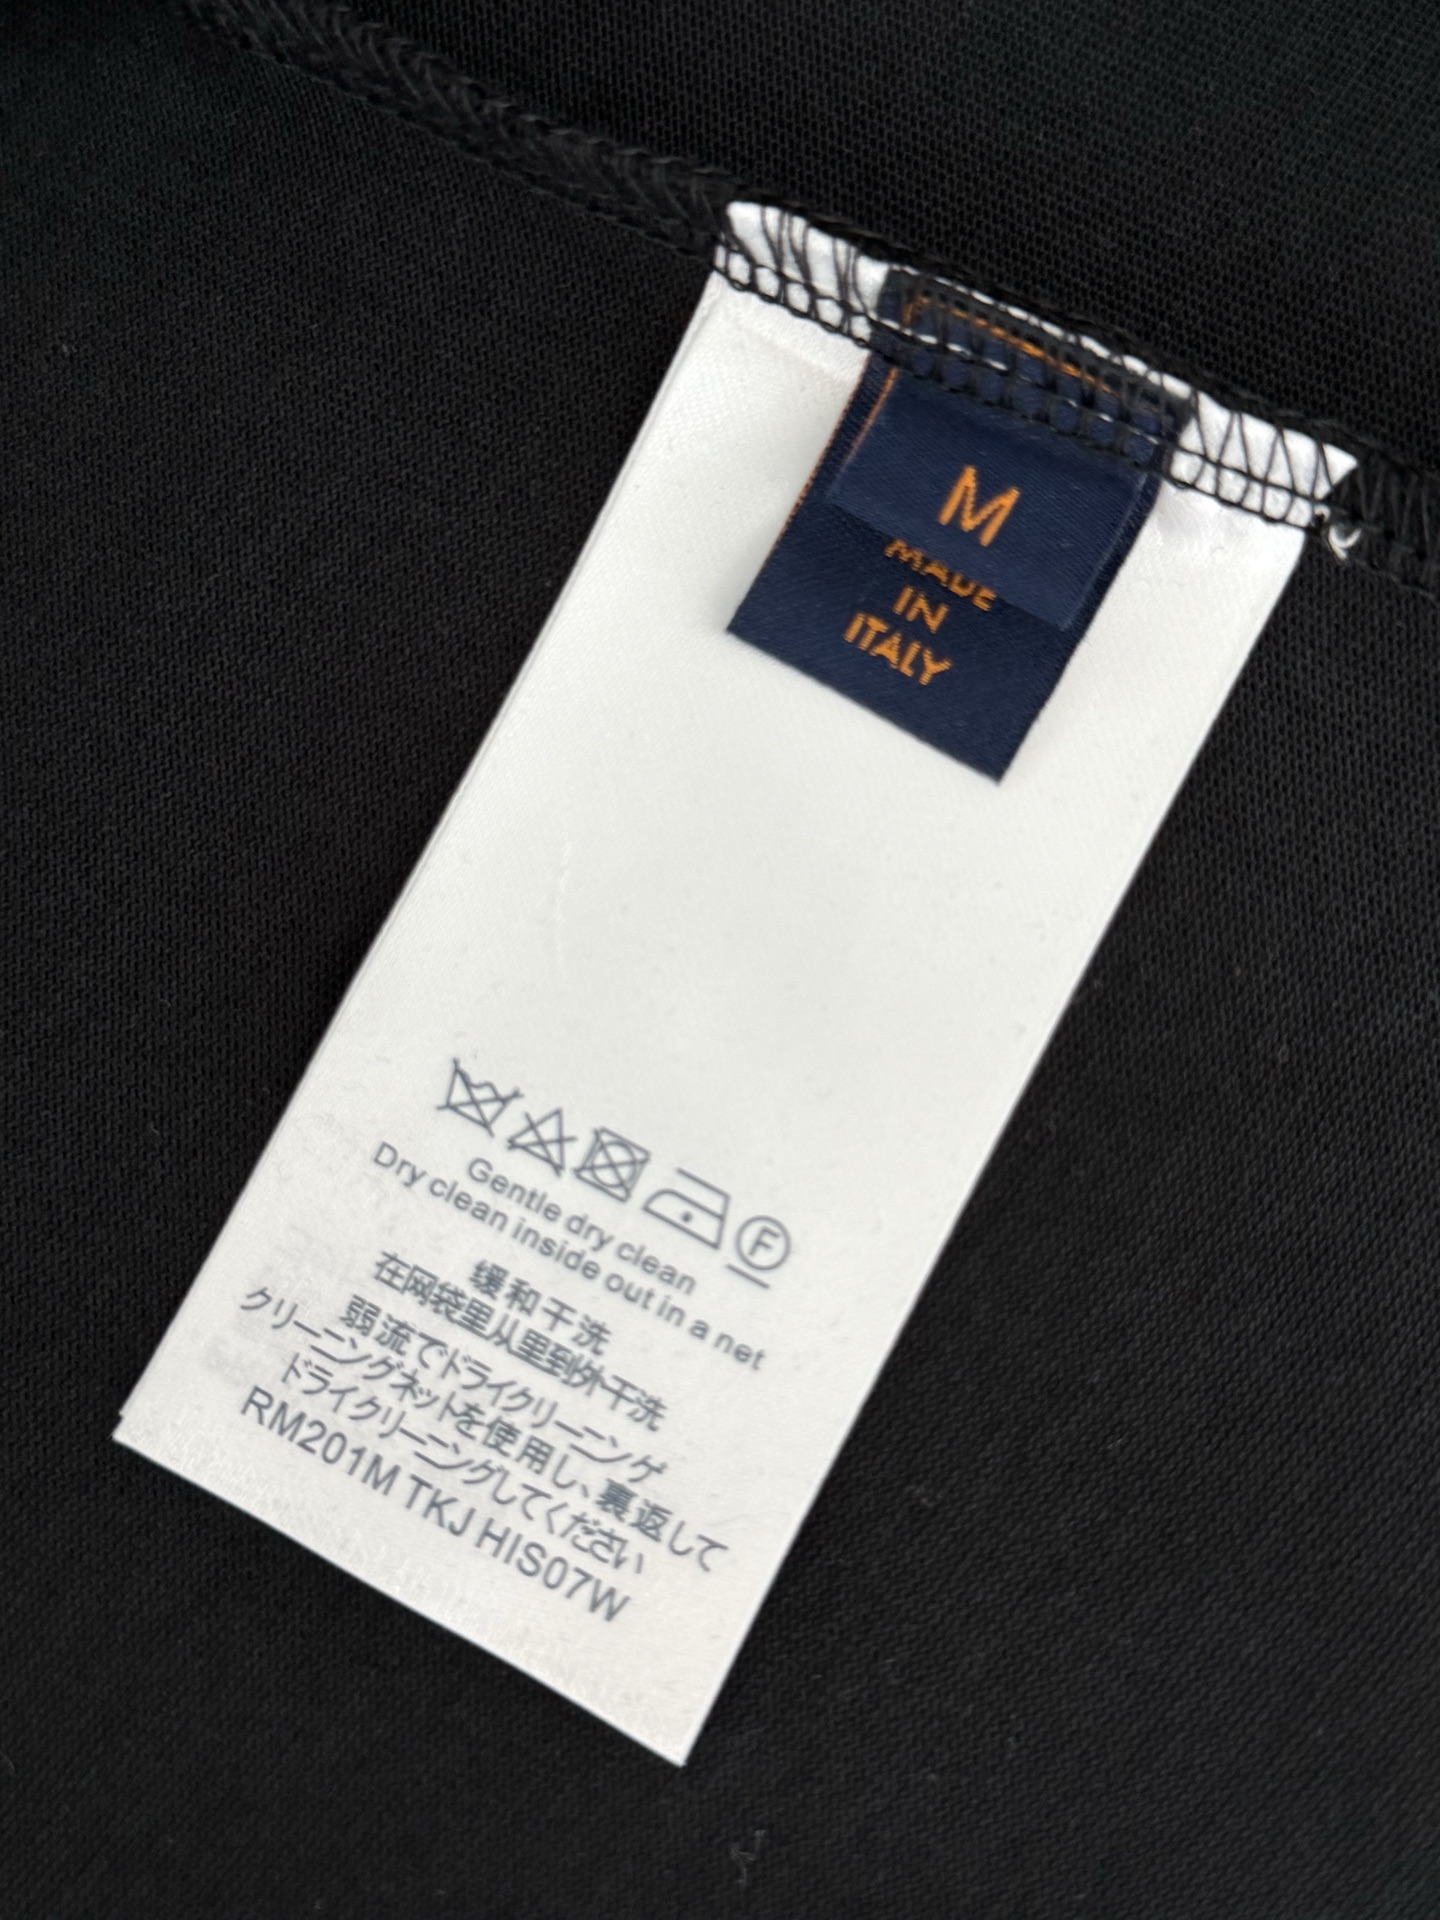 M
MADE
IN
ITALY
F
Gentle dry clean
Dry clean inside out in a net
缓和干洗
在网袋里从里到外干洗
弱流でドライクリーニング
クリーニングネットを使用し、裏返して
ドライクリーニングしてください
RM201M TKJ HIS07W